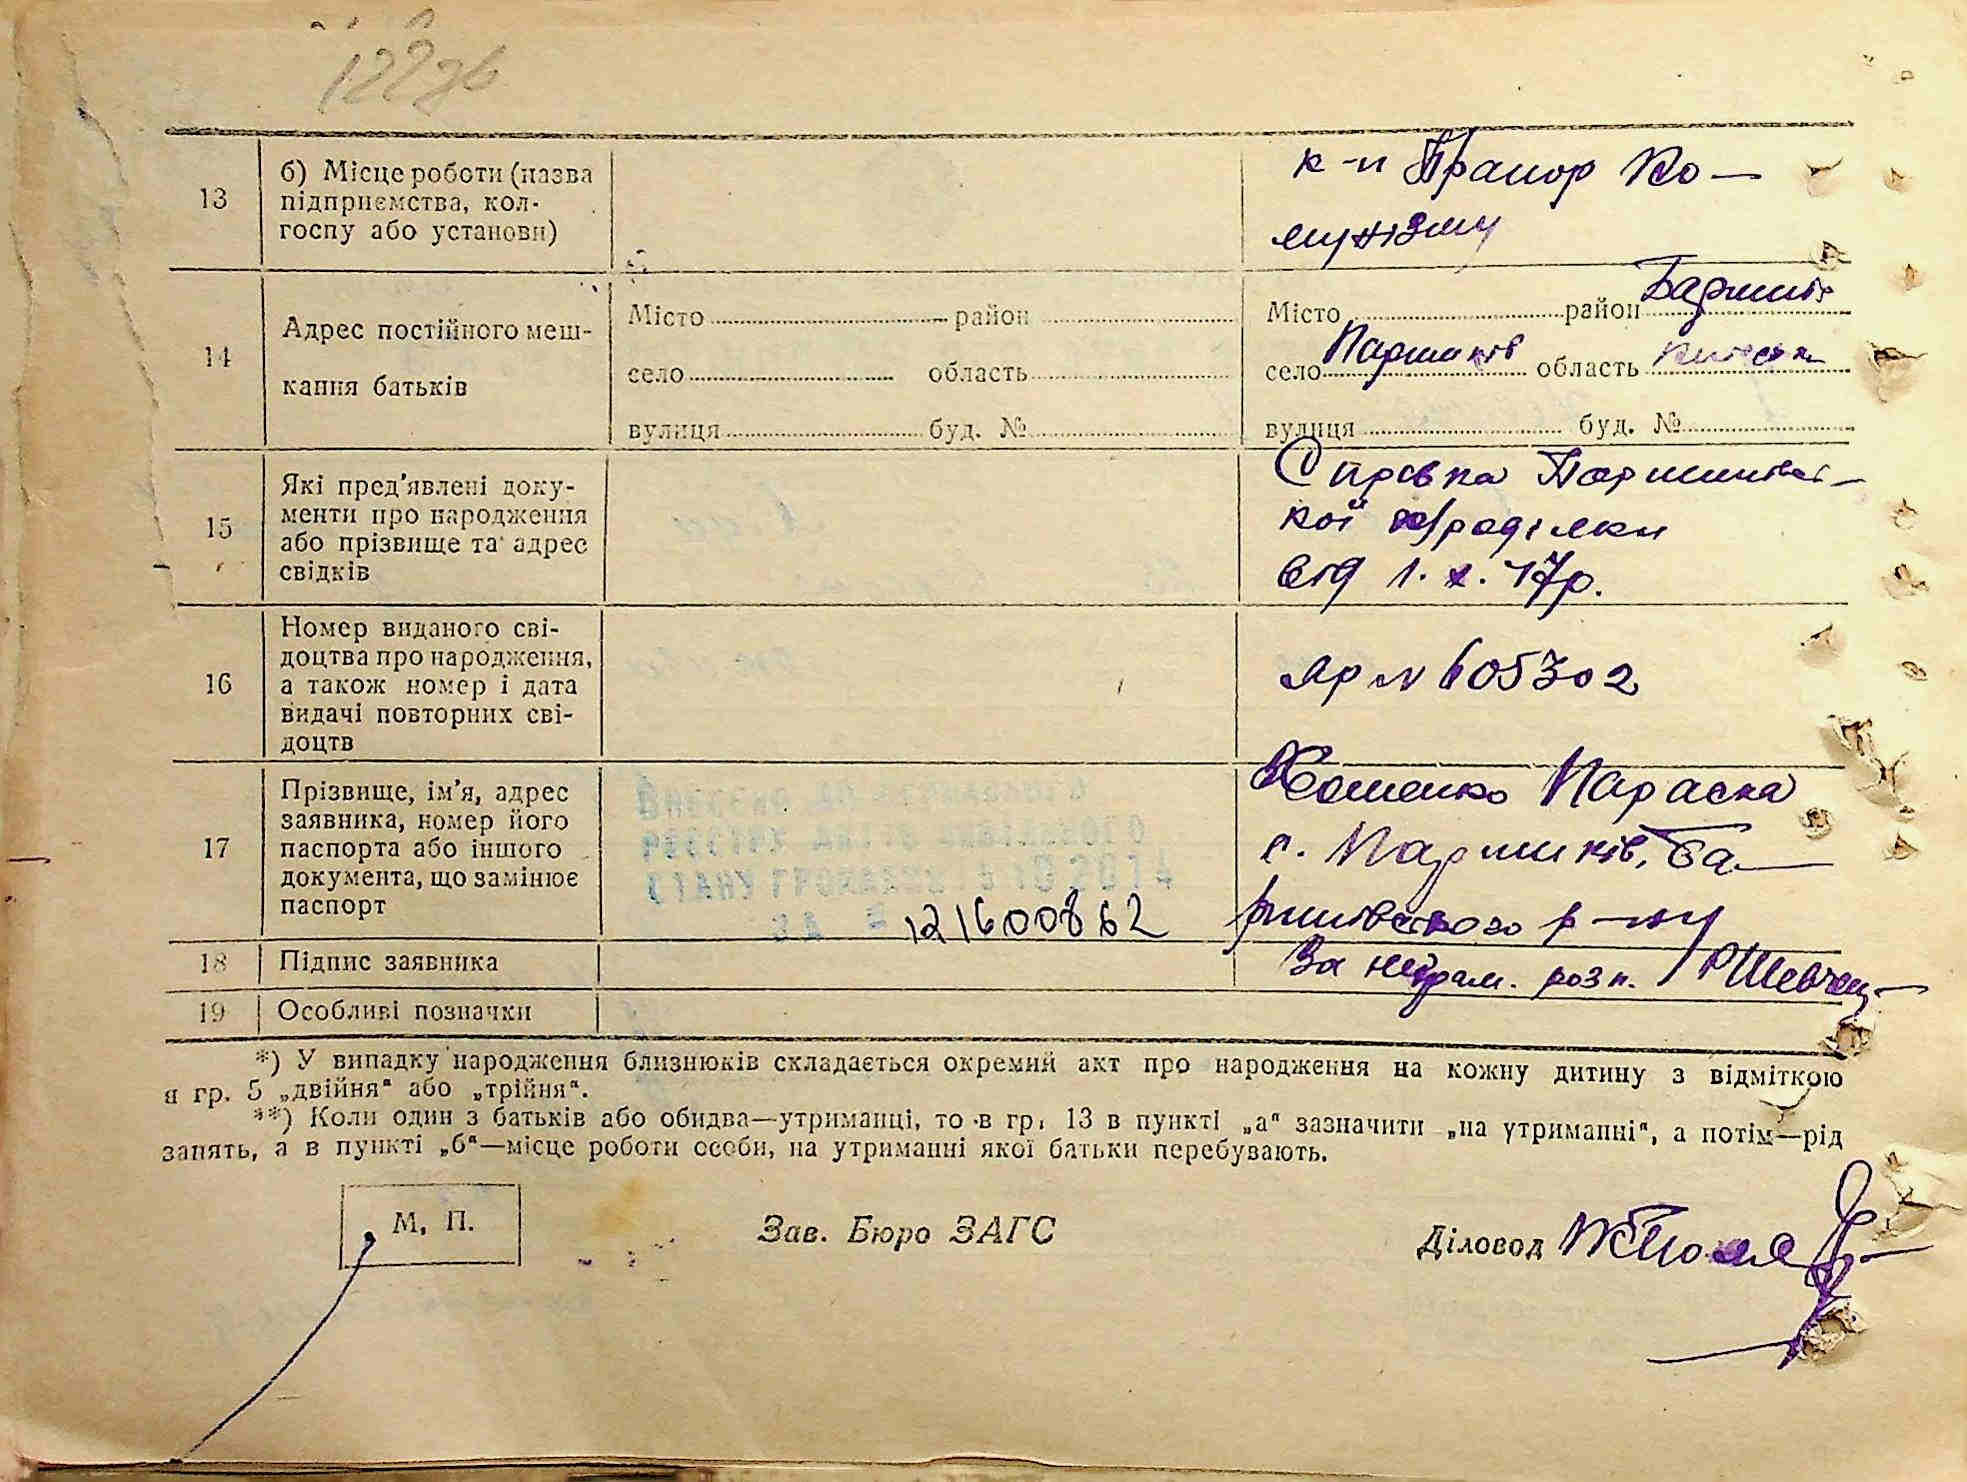 13
б) Місце роботи (назва
підприємства, кол-
госпу або установи)
к-п Прапор Ко-
мунізму
14
Адрес постійного меш-
кання батьків
Місто район
село область
вулиця буд. №
Місто район Баришів
село Паришків область Київськ
вулиця буд. №
15
Які пред'явлені доку-
менти про народження
або прізвище та адрес
свідків
Справка Паришківсь-
кої
від 1. X. 47р.
16
Номер виданого сві-
доцтва про народження,
а також номер і дата
видачі повторних сві-
доцтв
№ 605302
17
Прізвище, ім'я, адрес
заявника, номер його
паспорта або іншого
документа, що замінює
паспорт
ВНЕСЕНО ДО ДЕРЖАВНОГО
РЕЄСТРУ АКТІВ ЦИВІЛЬНОГО
СТАНУ ГРОМАДЯН
ЗА № 121600862
Параска
с. Паришків, Ба-
ришівського р-ну
18
Підпис заявника
За неграм. розп.
19
Особливі позначки
*) У випадку народження близнюків складається окремий акт про народження на кожну дитину з відміткою
я гр. 5 „двійня“ або „трійня“.
**) Коли один з батьків або обидва—утриманці, то в гр. 13 в пункті „а“ зазначити „на утриманні“, а потім—рід
занять, а в пункті „б“—місце роботи особи, на утриманні якої батьки перебувають.
М. П.
Зав. Бюро ЗАГС
Діловод